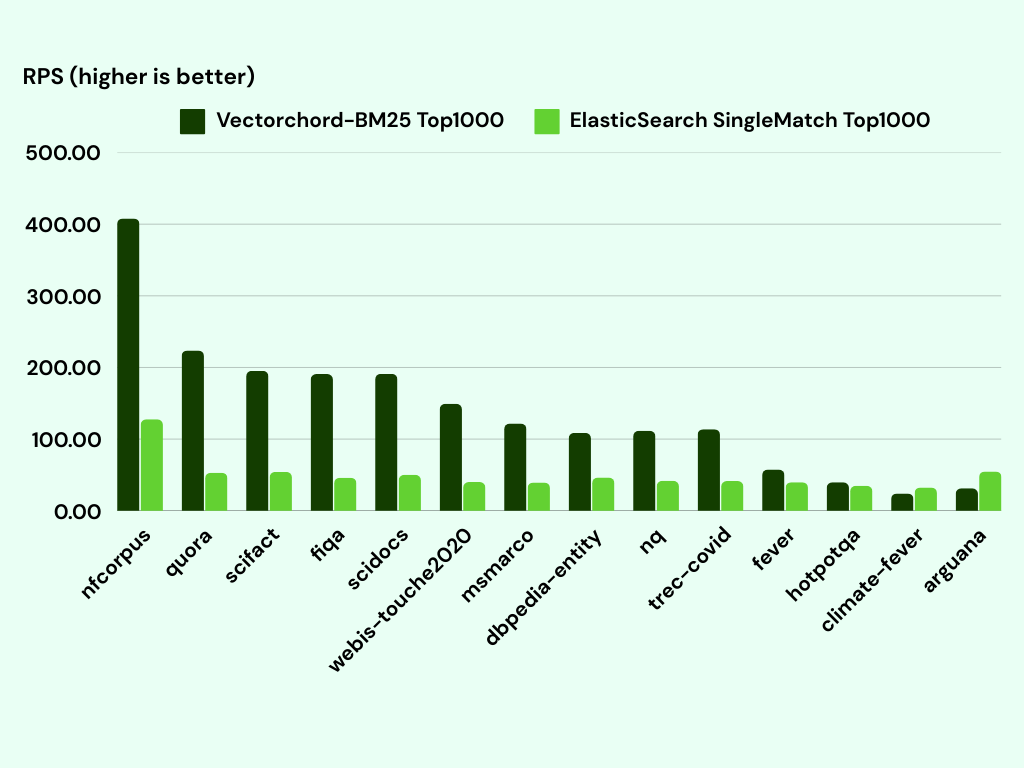 RPS (higher is better)
Vectorchord-BM25 Top1000
ElasticSearch SingleMatch Top1000
500.00
400.00
300.00
200.00
100.00
0.00
nfcorpus
quora
scifact
fiqa
scidocs
webis-touche2020
msmarco
dbpedia-entity
nq
trec-covid
fever
hotpotqa
climate-fever
arguana